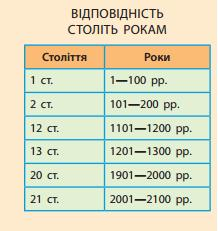 ВІДПОВІДНІСТЬ
СТОЛІТЬ РОКАМ
Століття Роки
1 ст. 1—100 рр.
2 ст. 101—200 рр.
12 ст. 1101—1200 рр.
13 ст. 1201—1300 рр.
20 ст. 1901—2000 рр.
21 ст. 2001—2100 рр.